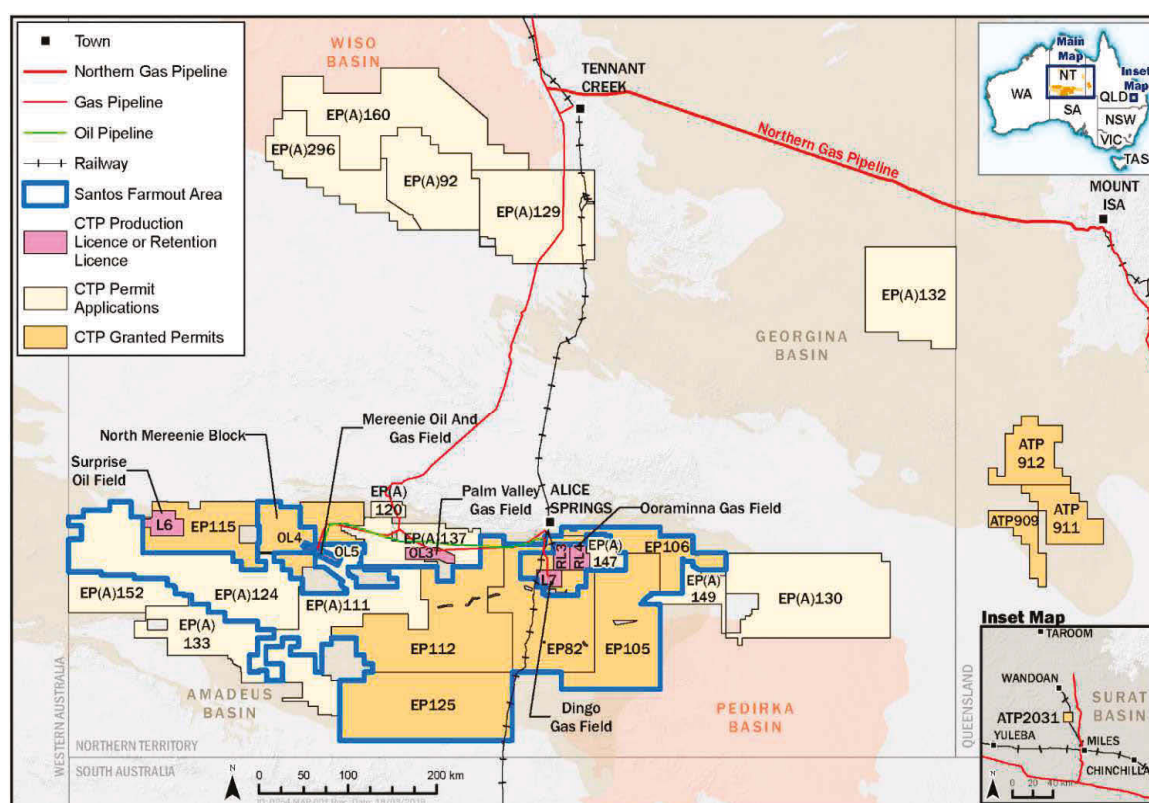 Town
Northern Gas Pipeline
Gas Pipeline
Oil Pipeline
Railway
Santos Farmout Area
CTP Production
Licence or Retention
Licence
CTP Permit
Applications
CTP Granted Permits
WISO
BASIN
TENNANT
CREEK
EP(A)160
EP(A)296
EP(A)92
EP(A)129
Northern Gas Pipeline
Main
Map
Inset
Map
WA
NT
QLD
SA
NSW
VIC
TAS
MOUNT
ISA
EP(A)132
GEORGINA
BASIN
Mereenie Oil And
Gas Field
North Mereenie Block
Surprise
Oil Field
EP(A)
120
Palm Valley
Gas Field
ALICE
SPRINGS
Ooraminna Gas Field
L6
EP115
OL4
OL5
EP(A)137
OL3
RL3
RL4
EP(A)
147
EP106
L7
EP(A)152
EP(A)124
EP(A)111
EP(A)
133
EP112
EP82
EP105
EP(A)
149
EP(A)130
EP125
AMADEUS
BASIN
Dingo
Gas Field
PEDIRKA
BASIN
ATP
912
ATP909
ATP
911
WESTERN AUSTRALIA
NORTHERN TERRITORY
SOUTH AUSTRALIA
QUEENSLAND
N
0 50 100 200 km
Inset Map
TAROOM
WANDOAN
SURAT
BASIN
ATP2031
YULEBA
MILES
CHINCHILLA
N
0 20 40 km